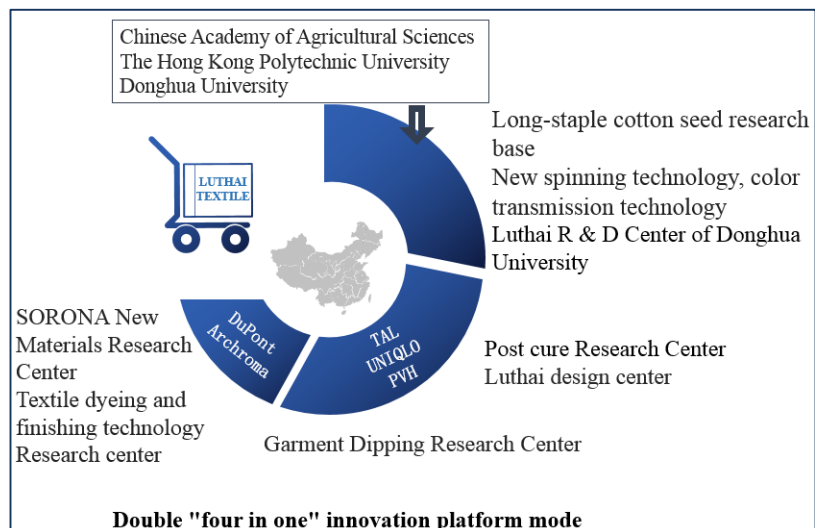 Chinese Academy of Agricultural Sciences
The Hong Kong Polytechnic University
Donghua University
LUTHAI
TEXTILE
Long-staple cotton seed research
base
New spinning technology, color
transmission technology
Luthai R & D Center of Donghua
University
SORONA New
Materials Research
Center
Textile dyeing and
finishing technology
Research center
DuPont
Archroma
TAL
UNIQLO
PVH
Post cure Research Center
Luthai design center
Garment Dipping Research Center
Double "four in one" innovation platform mode